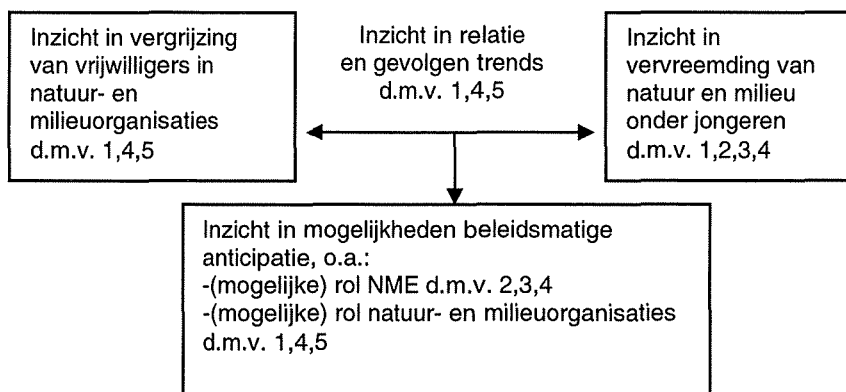 Inzicht in vergrijzing
van vrijwilligers in
natuur- en
milieuorganisaties
d.m.v. 1,4,5
Inzicht in relatie
en gevolgen trends
d.m.v. 1,4,5
Inzicht in
vervreemding van
natuur en milieu
onder jongeren
d.m.v. 1,2,3,4
Inzicht in mogelijkheden beleidsmatige
anticipatie, o.a.:
-(mogelijke) rol NME d.m.v. 2,3,4
-(mogelijke) rol natuur- en milieuorganisaties
d.m.v. 1,4,5